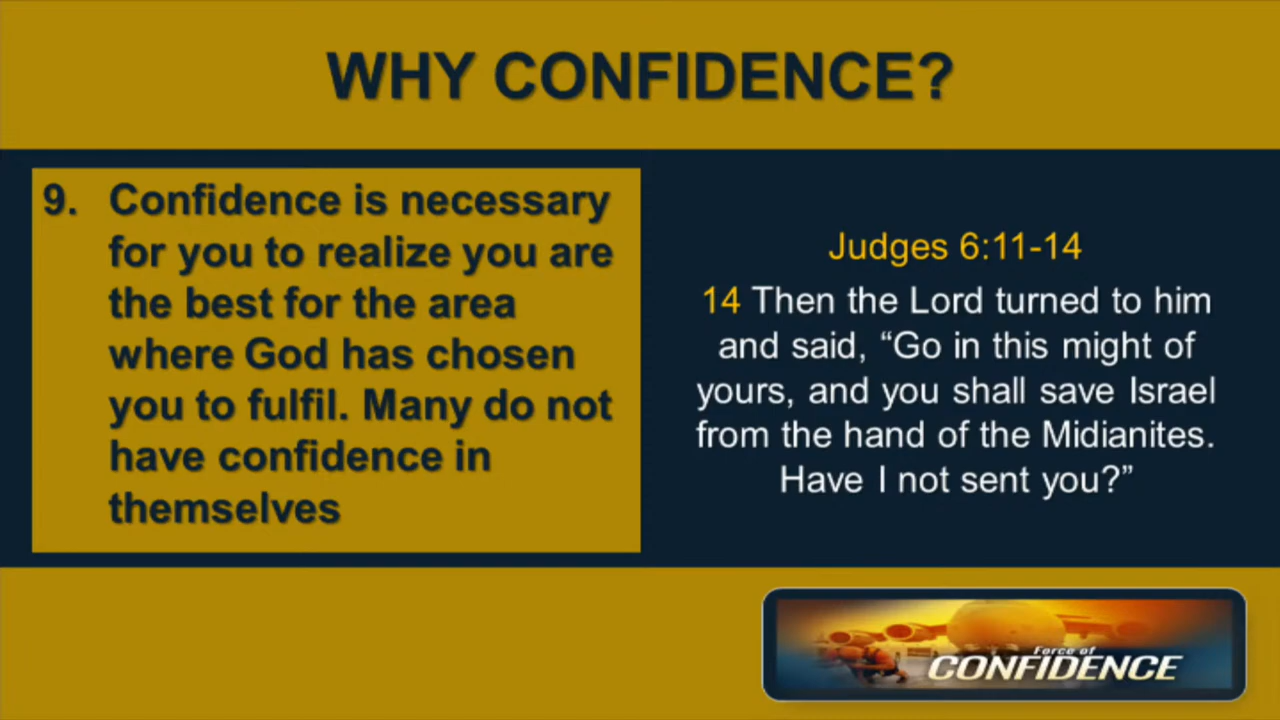 WHY CONFIDENCE?
9. Confidence is necessary
for you to realize you are
the best for the area
where God has chosen
you to fulfil. Many do not
have confidence in
themselves
Judges 6:11-14
14 Then the Lord turned to him
and said, “Go in this might of
yours, and you shall save Israel
from the hand of the Midianites.
Have I not sent you?”
Force of
CONFIDENCE